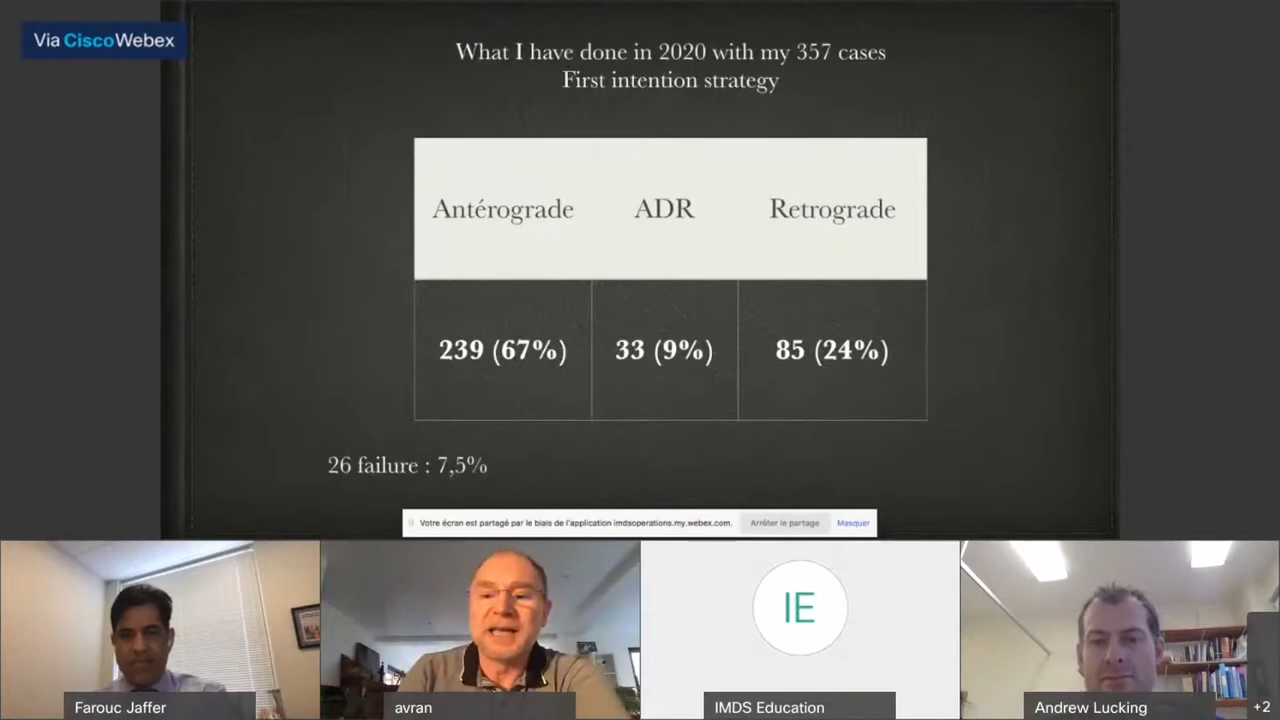 Via Cisco Webex
What I have done in 2020 with my 357 cases
First intention strategy
Antérograde ADR Retrograde
239 (67%) 33 (9%) 85 (24%)
26 failure : 7,5%
Votre écran est partagé par le biais de l'application imdsoperations.my.webex.com. Arrêter le partage Masquer
IE
Farouc Jaffer avran IMDS Education Andrew Lucking +2